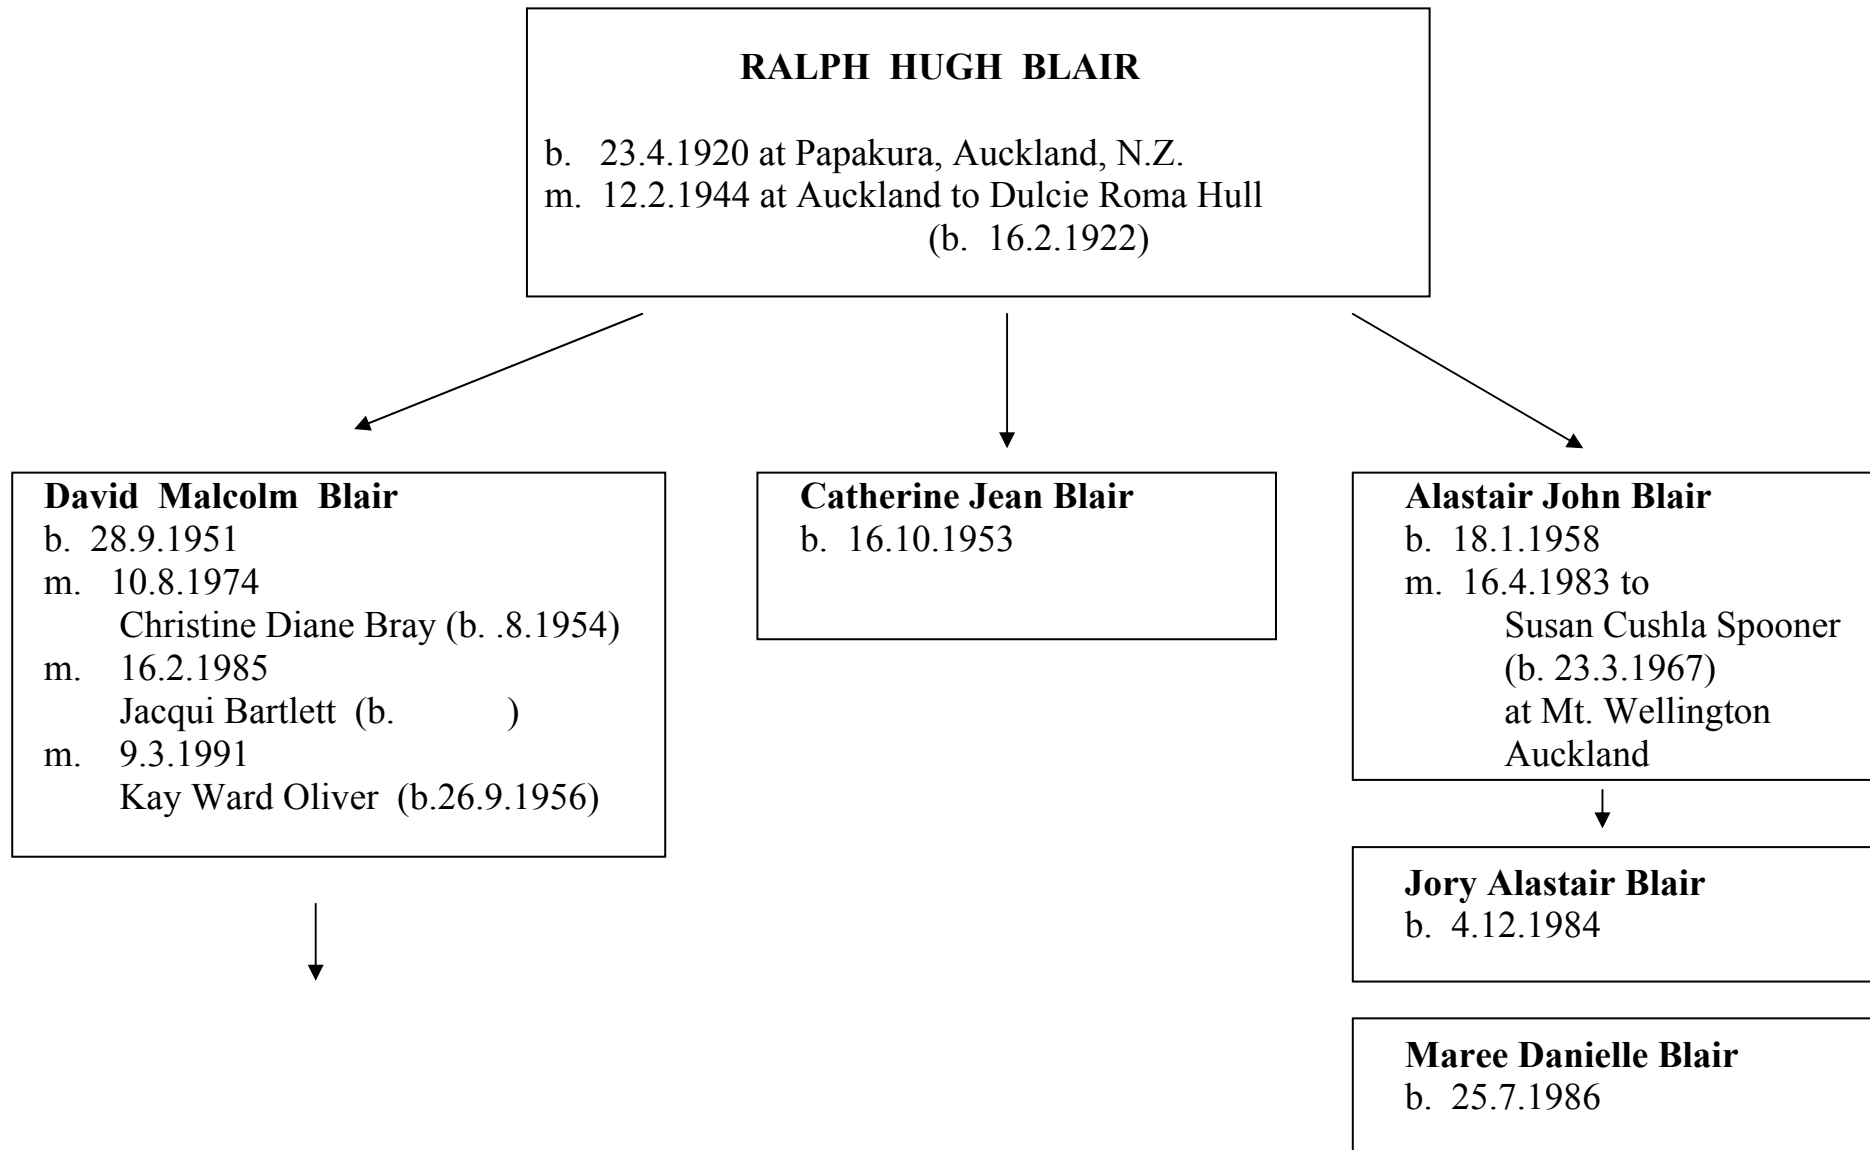 RALPH HUGH BLAIR
b. 23.4.1920 at Papakura, Auckland, N.Z.
m. 12.2.1944 at Auckland to Dulcie Roma Hull
(b. 16.2.1922)
David Malcolm Blair
b. 28.9.1951
m. 10.8.1974
Christine Diane Bray (b. .8.1954)
m. 16.2.1985
Jacqui Bartlett (b. )
m. 9.3.1991
Kay Ward Oliver (b.26.9.1956)
Catherine Jean Blair
b. 16.10.1953
Alastair John Blair
b. 18.1.1958
m. 16.4.1983 to
Susan Cushla Spooner
(b. 23.3.1967)
at Mt. Wellington
Auckland
Jory Alastair Blair
b. 4.12.1984
Maree Danielle Blair
b. 25.7.1986